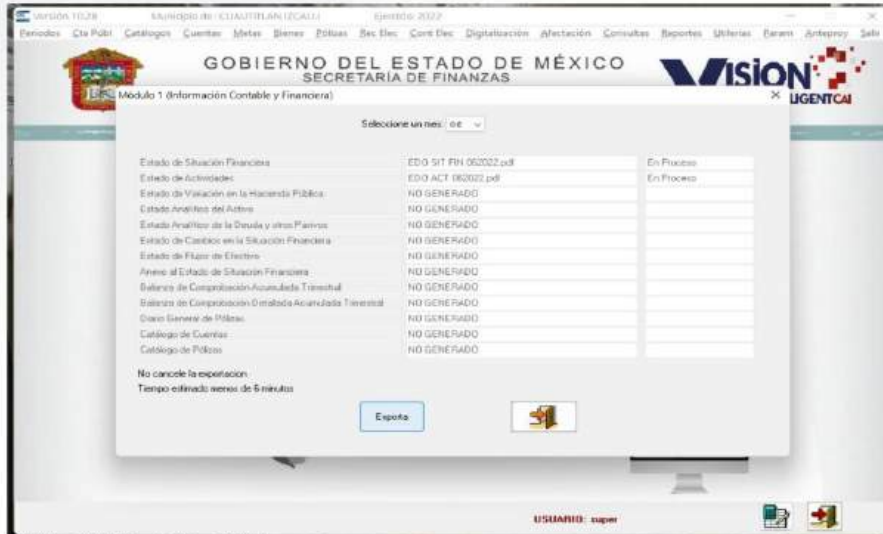 Versión 10.28 Municipio de: CUAUTITLAN IZCALLI Ejercicio: 2022
Periodos Cta Públ Catálogos Cuentas Metas Bienes Pólizas Rec Elec Cont Elec Digitalización Afectación Consultas Reportes Utilerías Param Anteproy Salir
GOBIERNO DEL ESTADO DE MÉXICO
SECRETARÍA DE FINANZAS
VISION
LIGENTCAI
Módulo 1 (Información Contable y Financiera)
Seleccione un mes: 06
Estado de Situación Financiera EDO SIT FIN 062022.pdf En Proceso
Estado de Actividades EDO ACT 062022.pdf En Proceso
Estado de Variación en la Hacienda Pública NO GENERADO
Estado Analítico del Activo NO GENERADO
Estado Analítico de la Deuda y otros Pasivos NO GENERADO
Estado de Cambios en la Situación Financiera NO GENERADO
Estado de Flujos de Efectivo NO GENERADO
Anexo al Estado de Situación Financiera NO GENERADO
Balanza de Comprobación Acumulada Trimestral NO GENERADO
Balanza de Comprobación Detallada Acumulada Trimestral NO GENERADO
Diario General de Pólizas NO GENERADO
Catálogo de Cuentas NO GENERADO
Catálogo de Pólizas NO GENERADO
No cancele la exportacion
Tiempo estimado menos de 6 minutos
Exporta
USUARIO: super